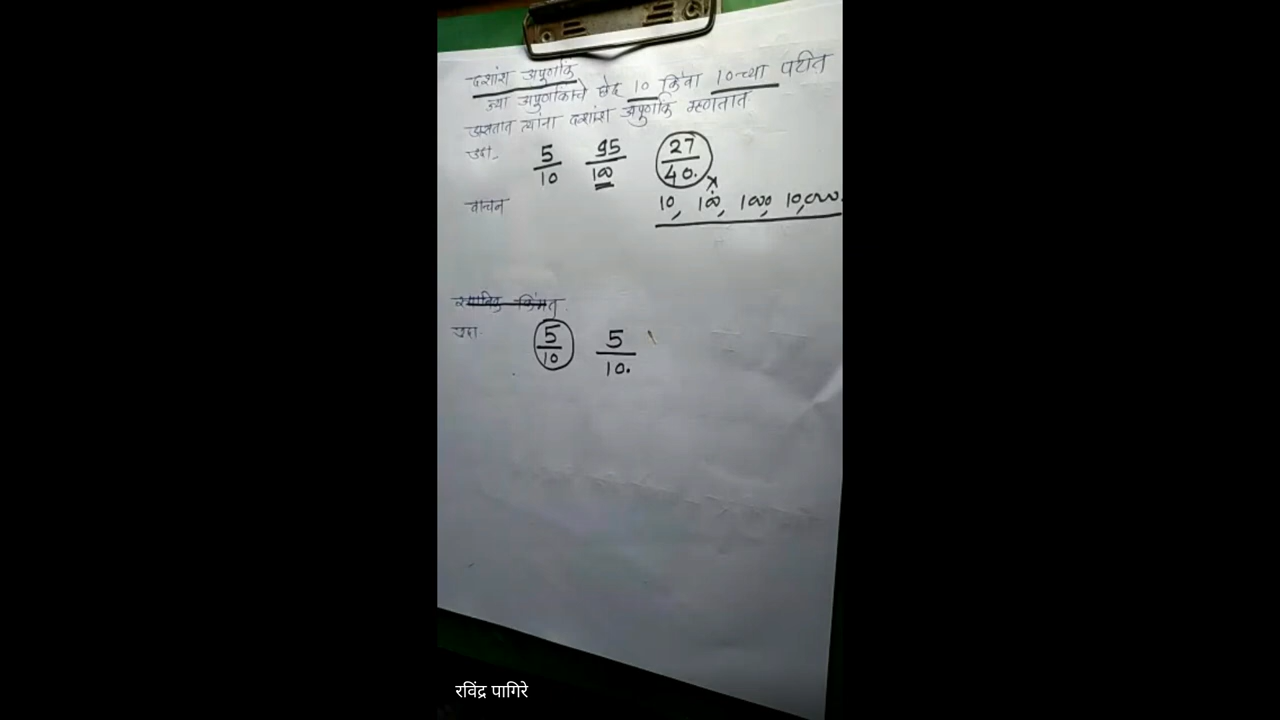 दशांश अपूर्णांक
ज्या अपूर्णांकाचे छेद 10 किंवा 10च्या पटीत
असतात त्यांना दशांश अपूर्णांक म्हणतात
उदा. 5/10 95/100 27/40. x
वाचन 10, 100, 1000, 10,000.
स्थानिक किंमत
उदा. 5/10 5/10.
रविंद्र पागिरे